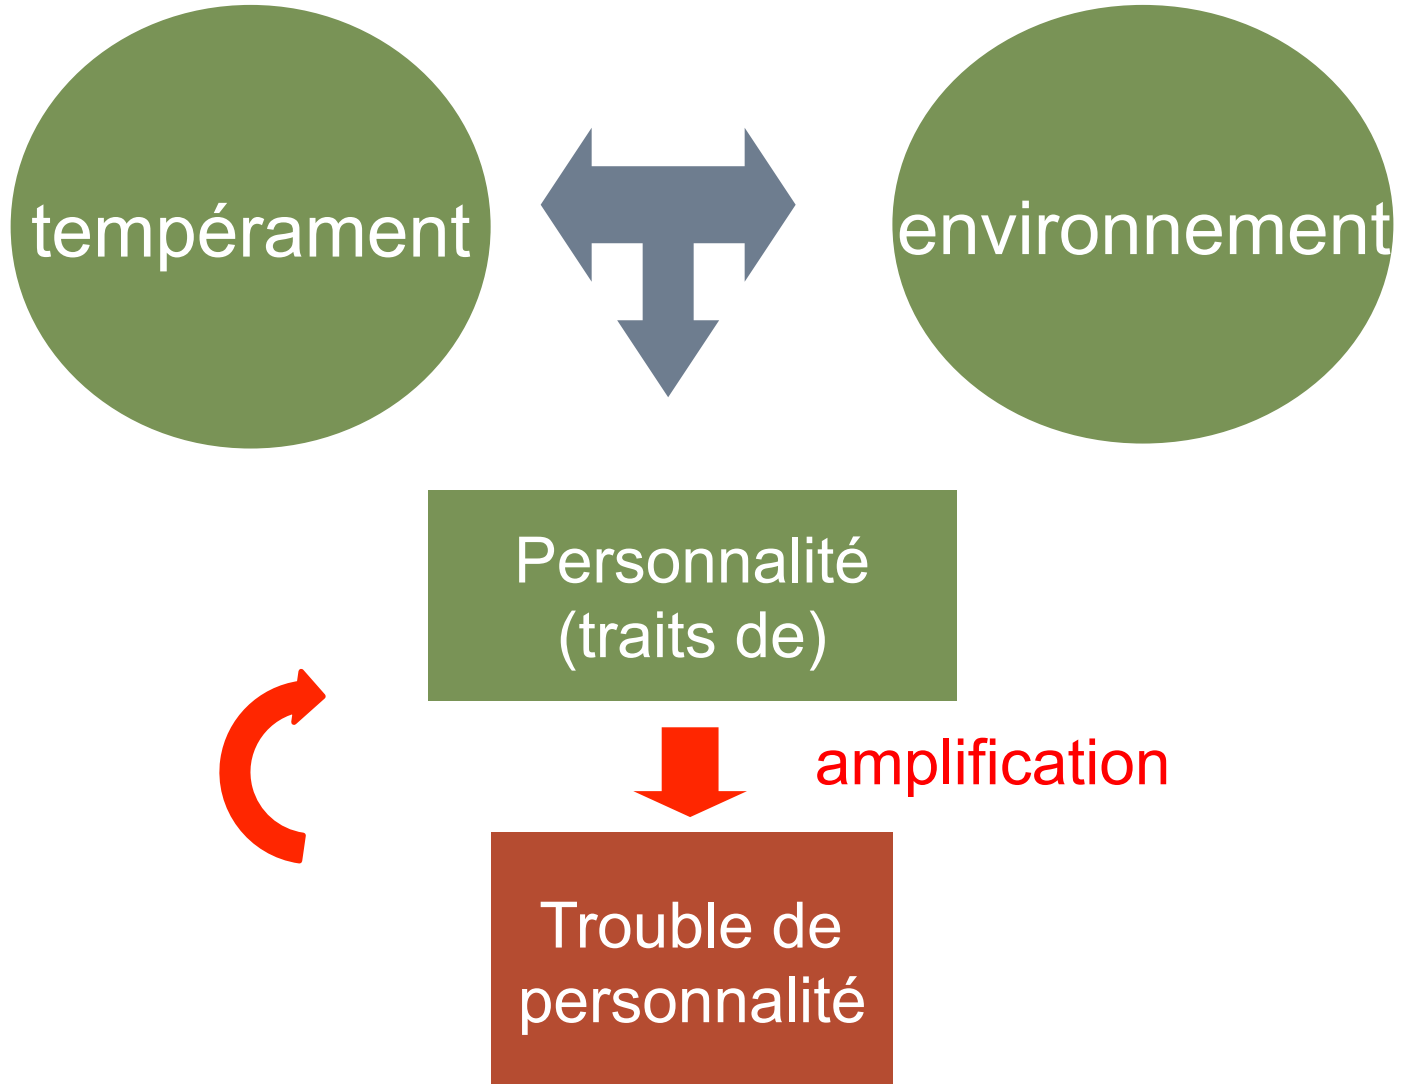 tempérament
environnement
Personnalité
(traits de)
amplification
Trouble de
personnalité